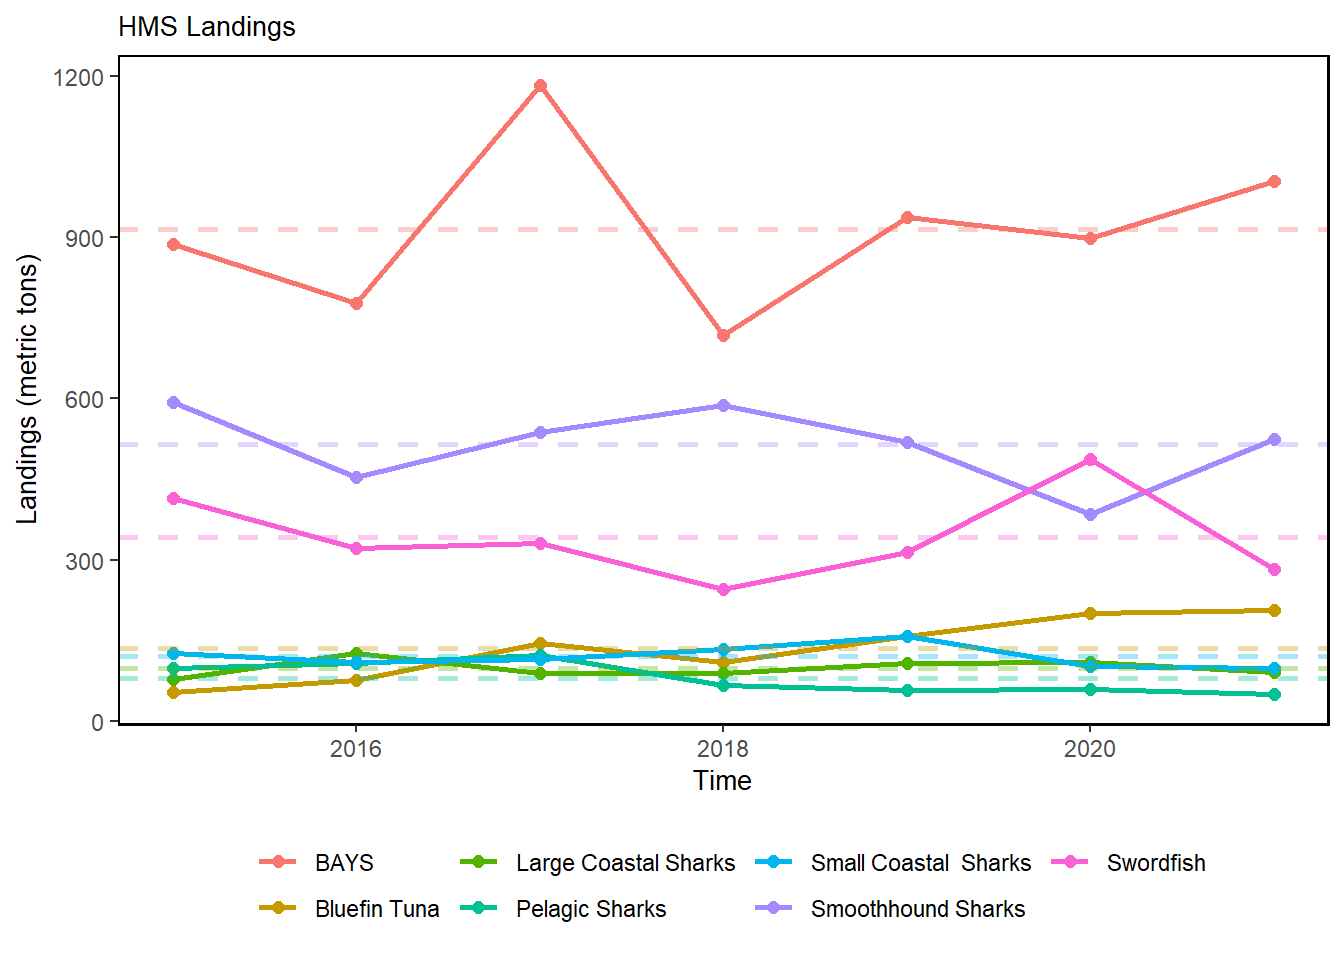 HMS Landings
1200
900
600
300
0
Landings (metric tons)
2016 2018 2020
Time
BAYS Large Coastal Sharks Small Coastal  Sharks Swordfish
Bluefin Tuna Pelagic Sharks Smoothhound Sharks